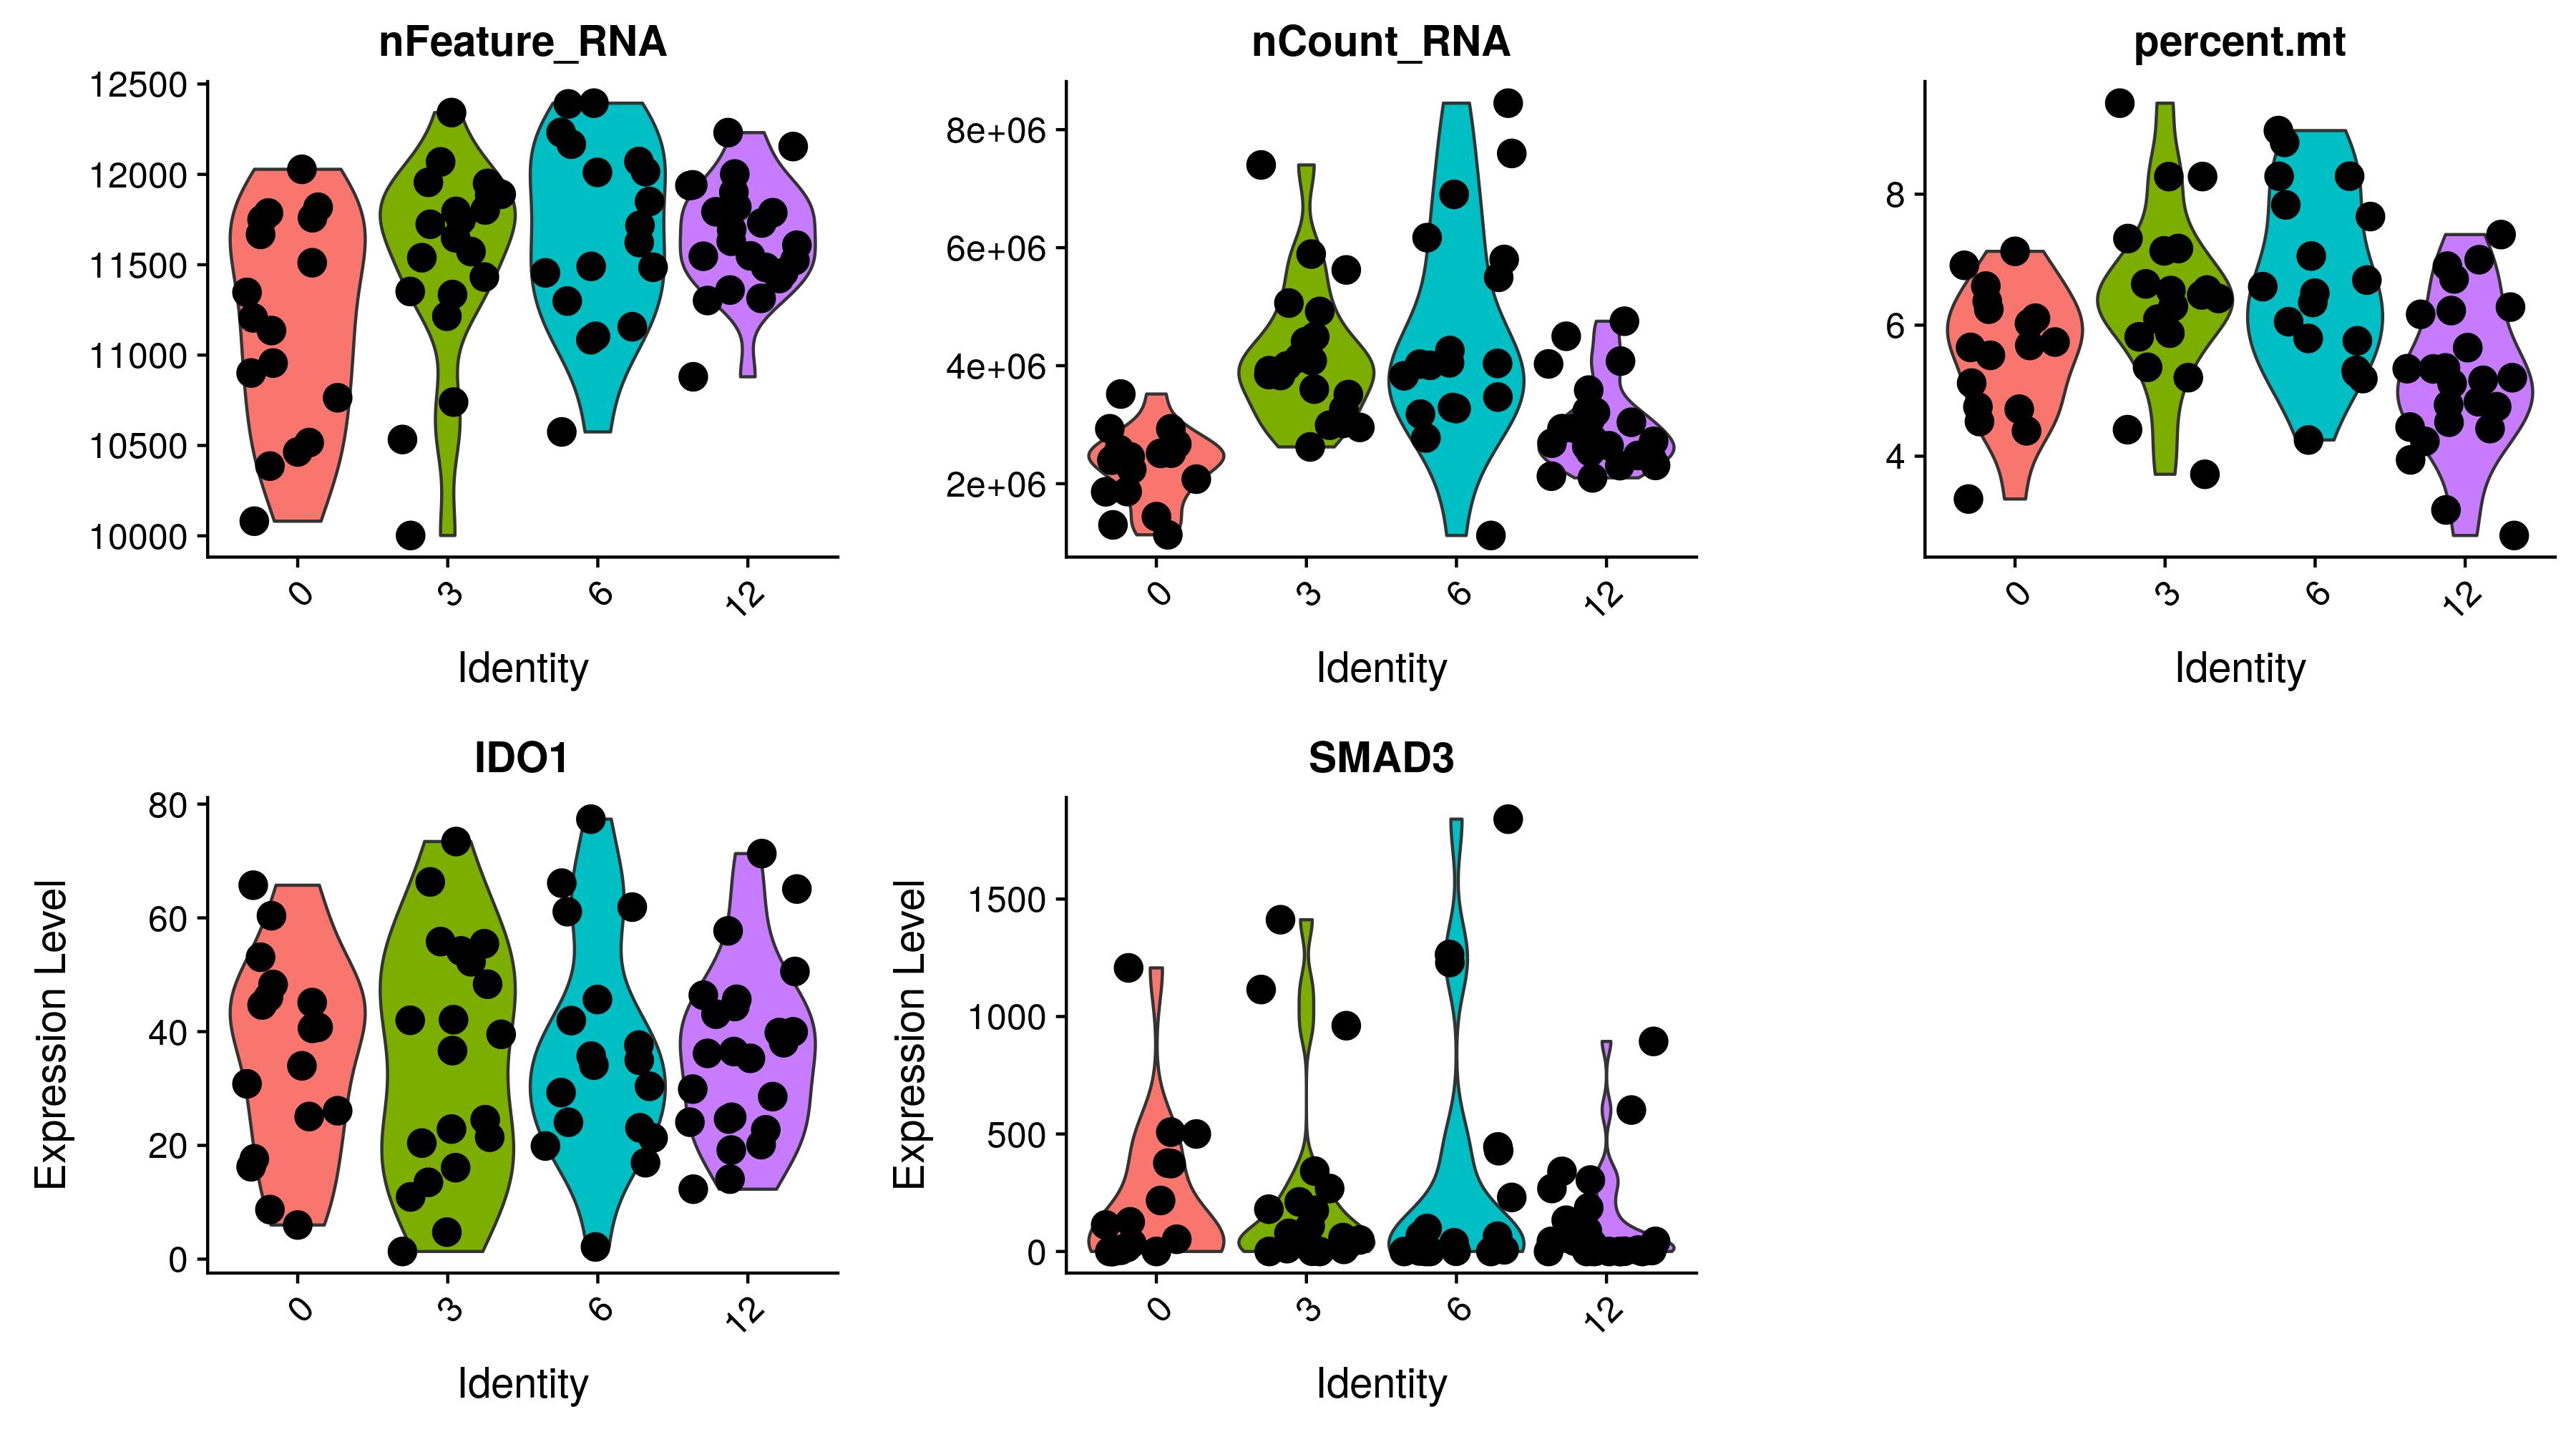 nFeature_RNA
12500
12000
11500
11000
10500
10000
0 3 6 12
Identity
nCount_RNA
8e+06
6e+06
4e+06
2e+06
0 3 6 12
Identity
percent.mt
8
6
4
0 3 6 12
Identity
IDO1
Expression Level
80
60
40
20
0
0 3 6 12
Identity
SMAD3
Expression Level
1500
1000
500
0
0 3 6 12
Identity